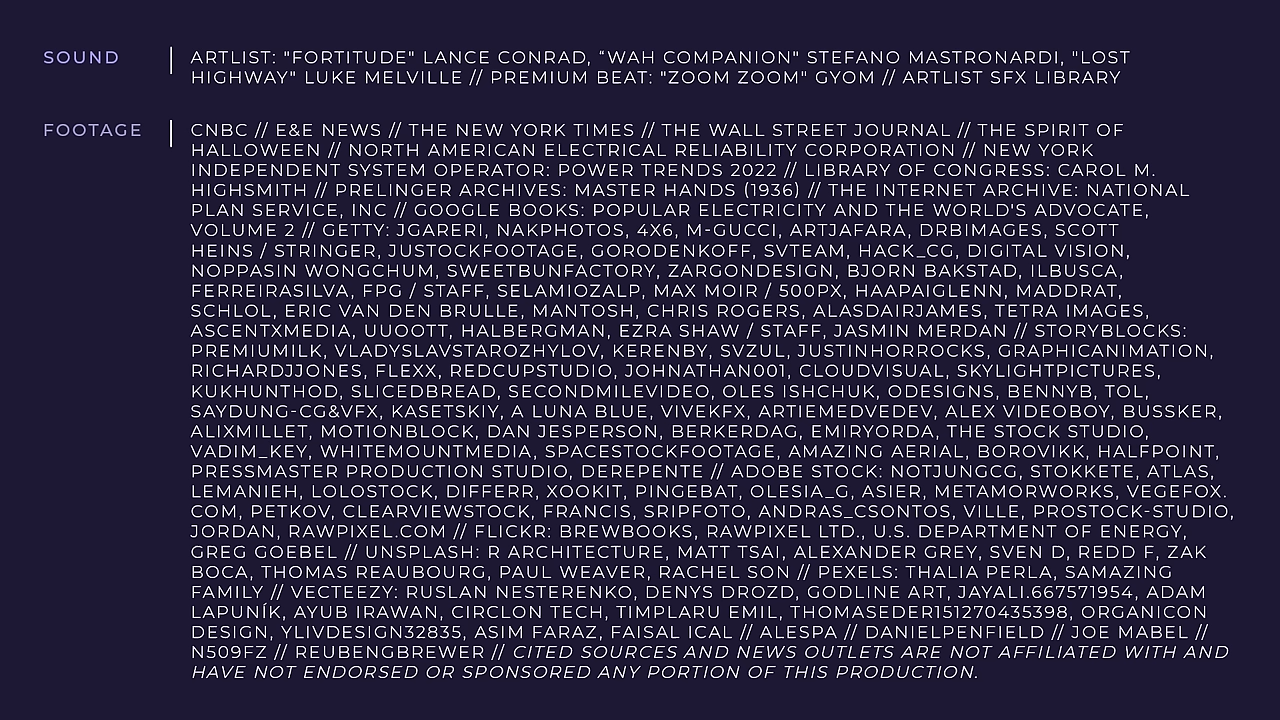 SOUND
ARTLIST: "FORTITUDE" LANCE CONRAD, “WAH COMPANION" STEFANO MASTRONARDI, "LOST
HIGHWAY" LUKE MELVILLE // PREMIUM BEAT: "ZOOM ZOOM" GYOM // ARTLIST SFX LIBRARY
FOOTAGE
CNBC // E&E NEWS // THE NEW YORK TIMES // THE WALL STREET JOURNAL // THE SPIRIT OF
HALLOWEEN // NORTH AMERICAN ELECTRICAL RELIABILITY CORPORATION // NEW YORK
INDEPENDENT SYSTEM OPERATOR: POWER TRENDS 2022 // LIBRARY OF CONGRESS: CAROL M.
HIGHSMITH // PRELINGER ARCHIVES: MASTER HANDS (1936) // THE INTERNET ARCHIVE: NATIONAL
PLAN SERVICE, INC // GOOGLE BOOKS: POPULAR ELECTRICITY AND THE WORLD'S ADVOCATE,
VOLUME 2 // GETTY: JGARERI, NAKPHOTOS, 4X6, M-GUCCI, ARTJAFARA, DRBIMAGES, SCOTT
HEINS / STRINGER, JUSTOCKFOOTAGE, GORODENKOFF, SVTEAM, HACK_CG, DIGITAL VISION,
NOPPASIN WONGCHUM, SWEETBUNFACTORY, ZARGONDESIGN, BJORN BAKSTAD, ILBUSCA,
FERREIRASILVA, FPG / STAFF, SELAMIOZALP, MAX MOIR / 500PX, HAAPAIGLENN, MADDRAT,
SCHLOL, ERIC VAN DEN BRULLE, MANTOSH, CHRIS ROGERS, ALASDAIRJAMES, TETRA IMAGES,
ASCENTXMEDIA, UUOOTT, HALBERGMAN, EZRA SHAW / STAFF, JASMIN MERDAN // STORYBLOCKS:
PREMIUMILK, VLADYSLAVSTAROZHYLOV, KERENBY, SVZUL, JUSTINHORROCKS, GRAPHICANIMATION,
RICHARDJJONES, FLEXX, REDCUPSTUDIO, JOHNATHAN001, CLOUDVISUAL, SKYLIGHTPICTURES,
KUKHUNTHOD, SLICEDBREAD, SECONDMILEVIDEO, OLES ISHCHUK, ODESIGNS, BENNYB, TOL,
SAYDUNG-CG&VFX, KASETSKIY, A LUNA BLUE, VIVEKFX, ARTIEMEDVEDEV, ALEX VIDEOBOY, BUSSKER,
ALIXMILLET, MOTIONBLOCK, DAN JESPERSON, BERKERDAG, EMIRYORDA, THE STOCK STUDIO,
VADIM_KEY, WHITEMOUNTMEDIA, SPACESTOCKFOOTAGE, AMAZING AERIAL, BOROVIKK, HALFPOINT,
PRESSMASTER PRODUCTION STUDIO, DEREPENTE // ADOBE STOCK: NOTJUNGCG, STOKKETE, ATLAS,
LEMANIEH, LOLOSTOCK, DIFFERR, XOOKIT, PINGEBAT, OLESIA_G, ASIER, METAMORWORKS, VEGEFOX.
COM, PETKOV, CLEARVIEWSTOCK, FRANCIS, SRIPFOTO, ANDRAS_CSONTOS, VILLE, PROSTOCK-STUDIO,
JORDAN, RAWPIXEL.COM // FLICKR: BREWBOOKS, RAWPIXEL LTD., U.S. DEPARTMENT OF ENERGY,
GREG GOEBEL // UNSPLASH: R ARCHITECTURE, MATT TSAI, ALEXANDER GREY, SVEN D, REDD F, ZAK
BOCA, THOMAS REAUBOURG, PAUL WEAVER, RACHEL SON // PEXELS: THALIA PERLA, SAMAZING
FAMILY // VECTEEZY: RUSLAN NESTERENKO, DENYS DROZD, GODLINE ART, JAYALI.667571954, ADAM
LAPUNÍK, AYUB IRAWAN, CIRCLON TECH, TIMPLARU EMIL, THOMASEDER151270435398, ORGANICON
DESIGN, YLIVDESIGN32835, ASIM FARAZ, FAISAL ICAL // ALESPA // DANIELPENFIELD // JOE MABEL //
N509FZ // REUBENGBREWER // CITED SOURCES AND NEWS OUTLETS ARE NOT AFFILIATED WITH AND
HAVE NOT ENDORSED OR SPONSORED ANY PORTION OF THIS PRODUCTION.